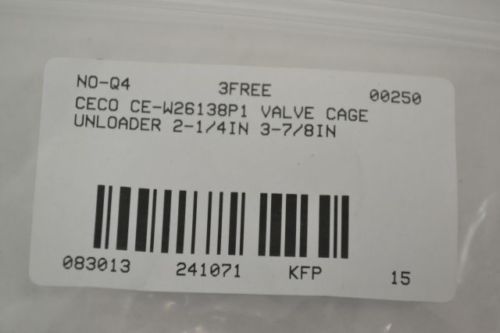 NO-Q4 3FREE 00250
CECO CE-W26138P1 VALVE CAGE
UNLOADER 2-1/4IN 3-7/8IN
083013 241071 KFP 15